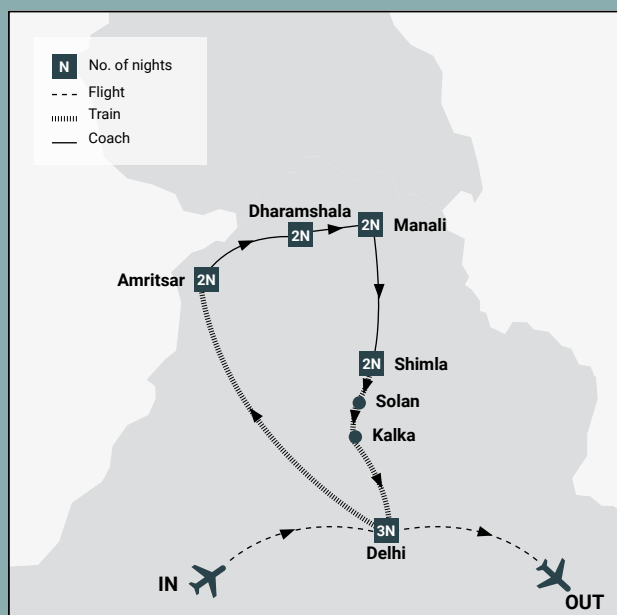 N No. of nights
Flight
Train
Coach
Dharamshala
2N
2N Manali
Amritsar 2N
2N Shimla
Solan
Kalka
3N
Delhi
IN
OUT